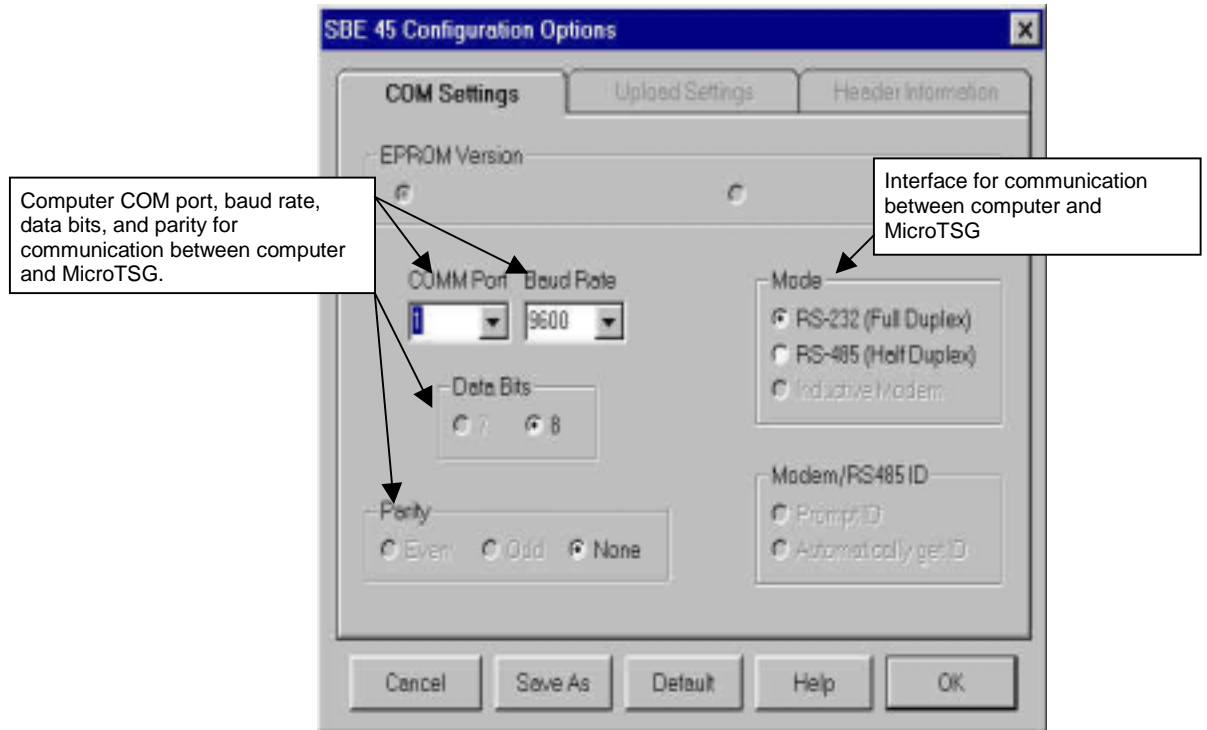 SBE 45 Configuration Options
COM Settings
Upload Settings
Header Information
EPROM Version
Computer COM port, baud rate,
data bits, and parity for
communication between computer
and MicroTSG.
Interface for communication
between computer and
MicroTSG
COMM Port Baud Rate
1 9600
Data Bits
7 8
Parity
Even Odd None
Mode
RS-232 (Full Duplex)
RS-485 (Half Duplex)
Inductive Modem
Modem/RS485 ID
Prompt ID
Automatically get ID
Cancel Save As Default Help OK